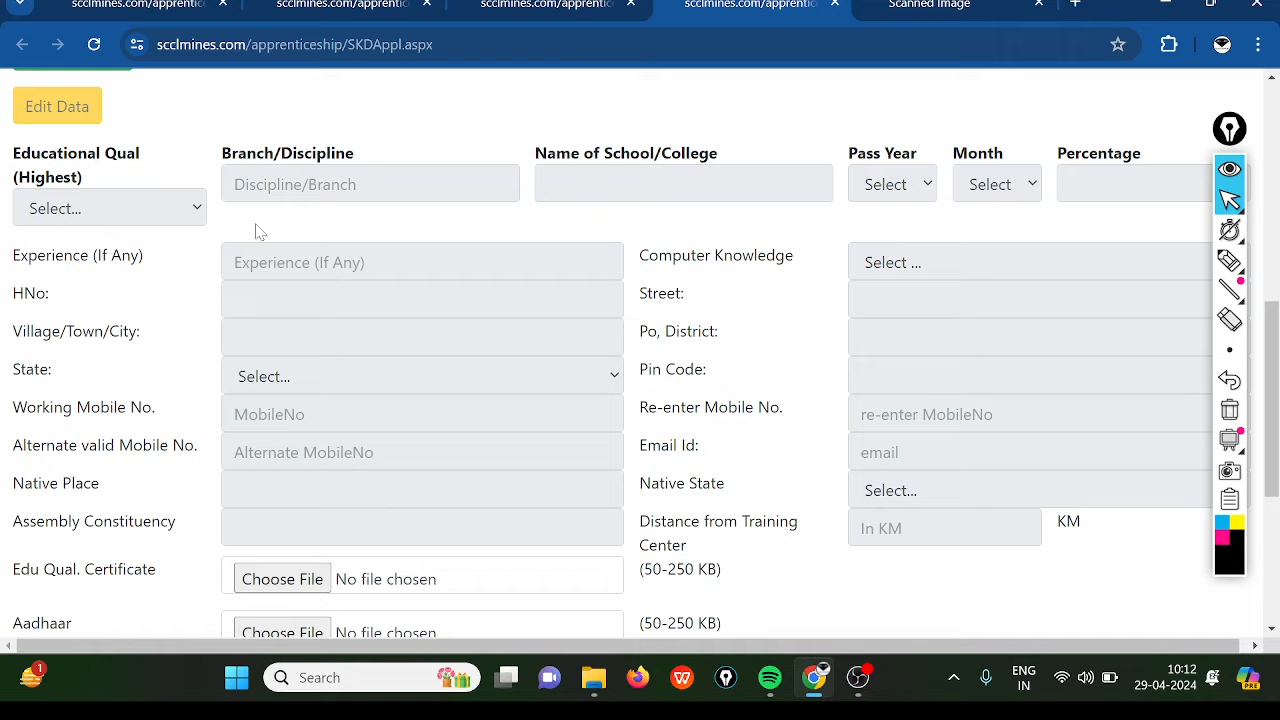 scclmines.com/apprentic scclmines.com/apprentic scclmines.com/apprentic scclmines.com/apprentic Scanned Image
scclmines.com/apprenticeship/SKDAppl.aspx
Edit Data
Educational Qual (Highest) Branch/Discipline Name of School/College Pass Year Month Percentage
Select... Discipline/Branch Select Select
Experience (If Any) Experience (If Any) Computer Knowledge Select ...
HNo: Street:
Village/Town/City: Po, District:
State: Select... Pin Code:
Working Mobile No. MobileNo Re-enter Mobile No. re-enter MobileNo
Alternate valid Mobile No. Alternate MobileNo Email Id: email
Native Place Native State Select...
Assembly Constituency Distance from Training Center In KM KM
Edu Qual. Certificate Choose File No file chosen (50-250 KB)
Aadhaar Choose File No file chosen (50-250 KB)
1 Search ENG IN 10:12 29-04-2024 PRE